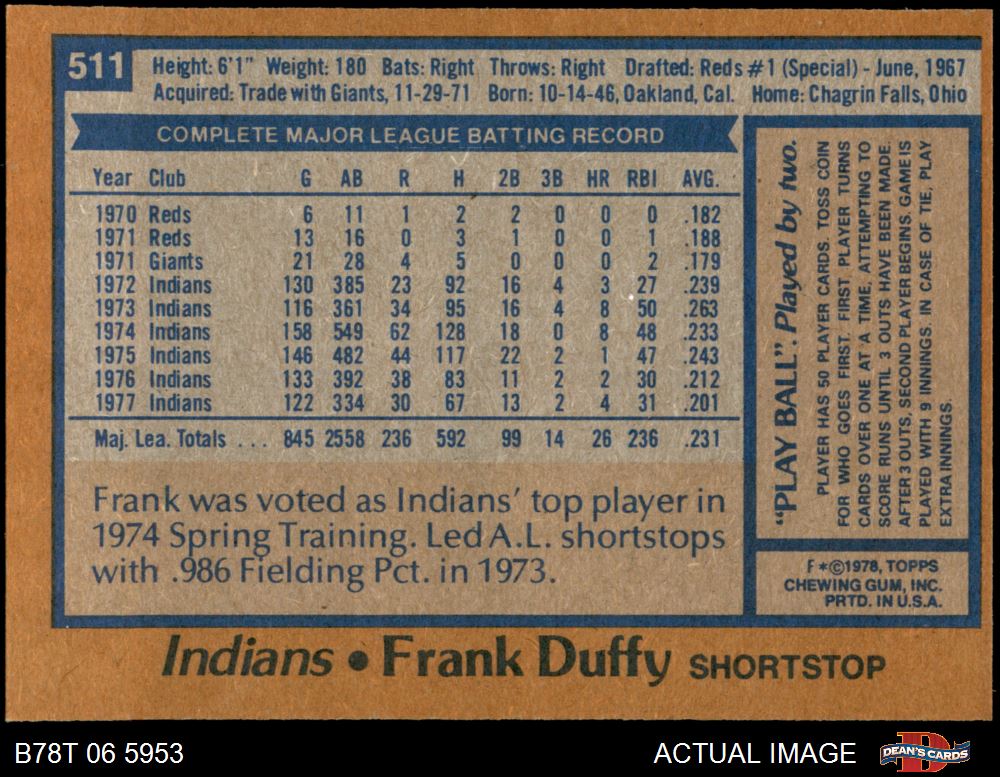 511
Height: 6'1" Weight: 180 Bats: Right Throws: Right Drafted: Reds #1 (Special) - June, 1967
Acquired: Trade with Giants, 11-29-71 Born: 10-14-46, Oakland, Cal. Home: Chagrin Falls, Ohio
COMPLETE MAJOR LEAGUE BATTING RECORD
Year Club G AB R H 2B 3B HR RBI AVG.
1970 Reds 6 11 1 2 2 0 0 0 .182
1971 Reds 13 16 0 3 1 0 0 1 .188
1971 Giants 21 28 4 5 0 0 0 2 .179
1972 Indians 130 385 23 92 16 4 3 27 .239
1973 Indians 116 361 34 95 16 4 8 50 .263
1974 Indians 158 549 62 128 18 0 8 48 .233
1975 Indians 146 482 44 117 22 2 1 47 .243
1976 Indians 133 392 38 83 11 2 2 30 .212
1977 Indians 122 334 30 67 13 2 4 31 .201
Maj. Lea. Totals . . . 845 2558 236 592 99 14 26 236 .231
Frank was voted as Indians' top player in
1974 Spring Training. Led A.L. shortstops
with .986 Fielding Pct. in 1973.
"PLAY BALL". Played by two.
PLAYER HAS 50 PLAYER CARDS. TOSS COIN
FOR WHO GOES FIRST. FIRST PLAYER TURNS
CARDS OVER ONE AT A TIME, ATTEMPTING TO
SCORE RUNS UNTIL 3 OUTS HAVE BEEN MADE.
AFTER 3 OUTS, SECOND PLAYER BEGINS. GAME IS
PLAYED WITH 9 INNINGS. IN CASE OF TIE, PLAY
EXTRA INNINGS.
F*©1978, TOPPS
CHEWING GUM, INC.
PRTD. IN U.S.A.
Indians • Frank Duffy SHORTSTOP
B78T 06 5953
ACTUAL IMAGE
DEAN'S CARDS